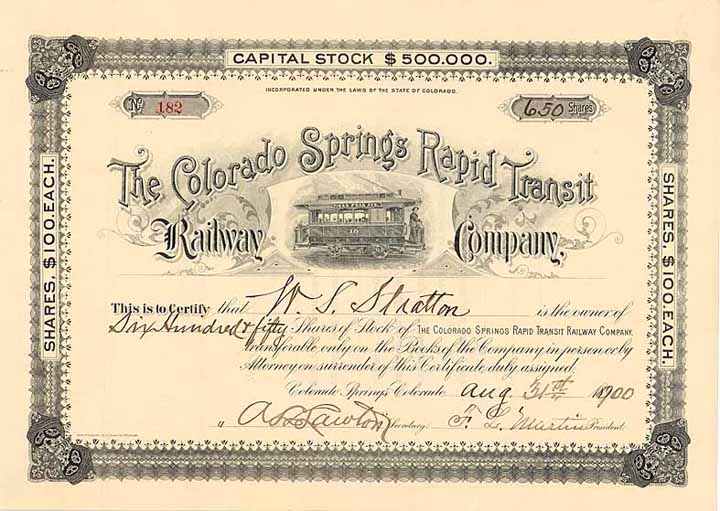 CAPITAL STOCK $500.000.
INCORPORATED UNDER THE LAWS OF THE STATE OF COLORADO.
No. 182
650 Shares
The Colorado Springs Rapid Transit
Railway Company,
10
SHARES, $100. EACH.
SHARES, $100. EACH.
This is to Certify that W. S. Stratton is the owner of
Six Hundred & fifty Shares of Stock of THE COLORADO SPRINGS RAPID TRANSIT RAILWAY COMPANY,
transferable only on the Books of the Company in person or by
Attorney on surrender of this Certificate duly assigned.
Colorado Springs Colorado Aug 31st 1900
Lawton Secretary F. L. Martin President